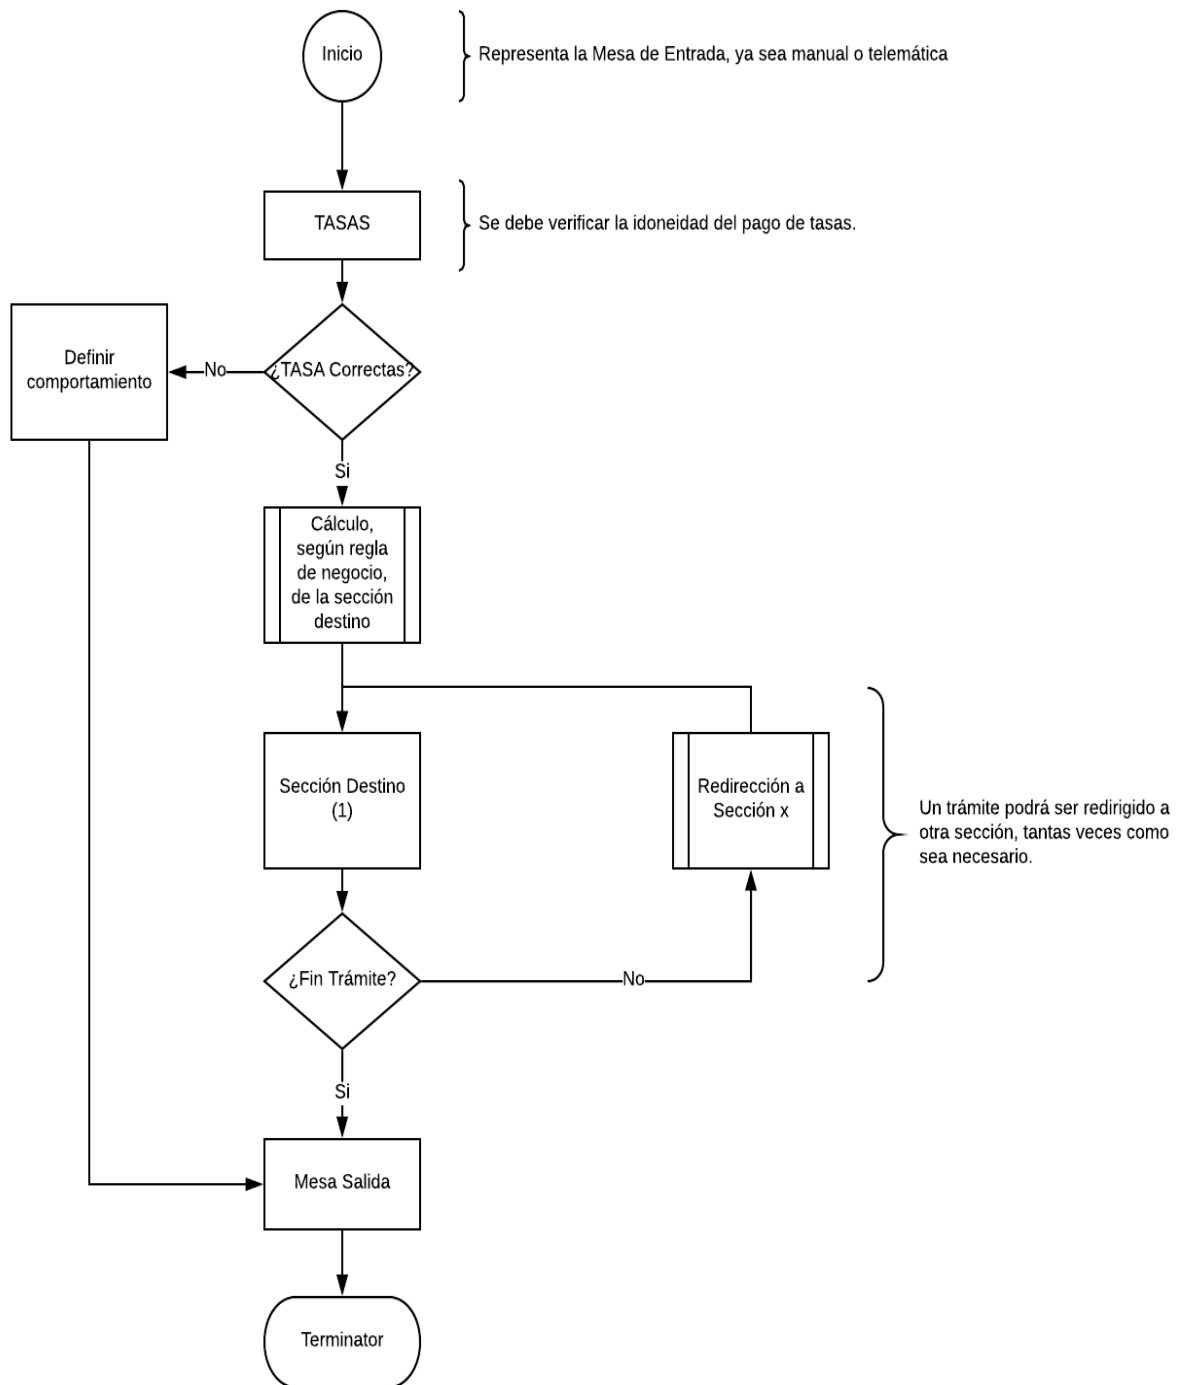 Inicio
Representa la Mesa de Entrada, ya sea manual o telemática
TASAS
Se debe verificar la idoneidad del pago de tasas.
Definir
comportamiento
No
¿TASA Correctas?
Si
Cálculo,
según regla
de negocio,
de la sección
destino
Sección Destino
(1)
Redirección a
Sección x
Un trámite podrá ser redirigido a
otra sección, tantas veces como
sea necesario.
¿Fin Trámite?
No
Si
Mesa Salida
Terminator